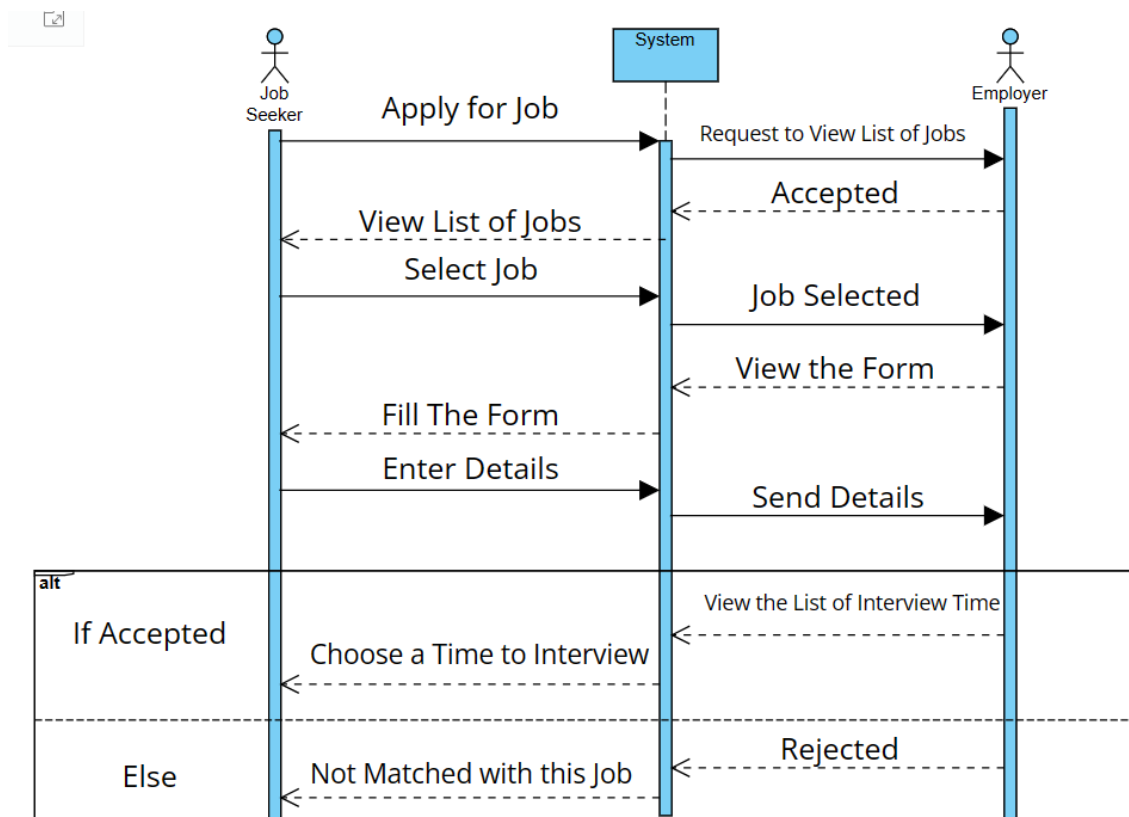 System
Job
Seeker
Employer
Apply for Job
Request to View List of Jobs
Accepted
View List of Jobs
Select Job
Job Selected
View the Form
Fill The Form
Enter Details
Send Details
alt
View the List of Interview Time
If Accepted
Choose a Time to Interview
Rejected
Else
Not Matched with this Job